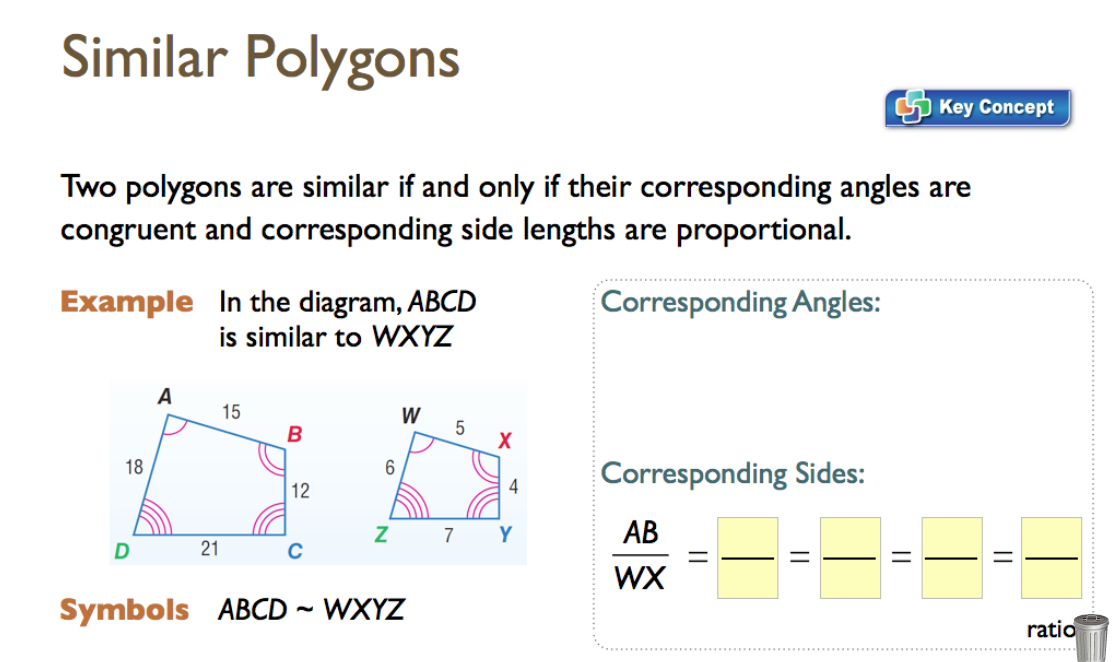 Similar Polygons
Key Concept
Two polygons are similar if and only if their corresponding angles are
congruent and corresponding side lengths are proportional.
Example In the diagram, ABCD
is similar to WXYZ
A
15
B
18
12
D
21
C
W
5
X
6
4
Z
7
Y
Symbols ABCD ~ WXYZ
Corresponding Angles:
Corresponding Sides:
AB
WX
= = = =
ratio